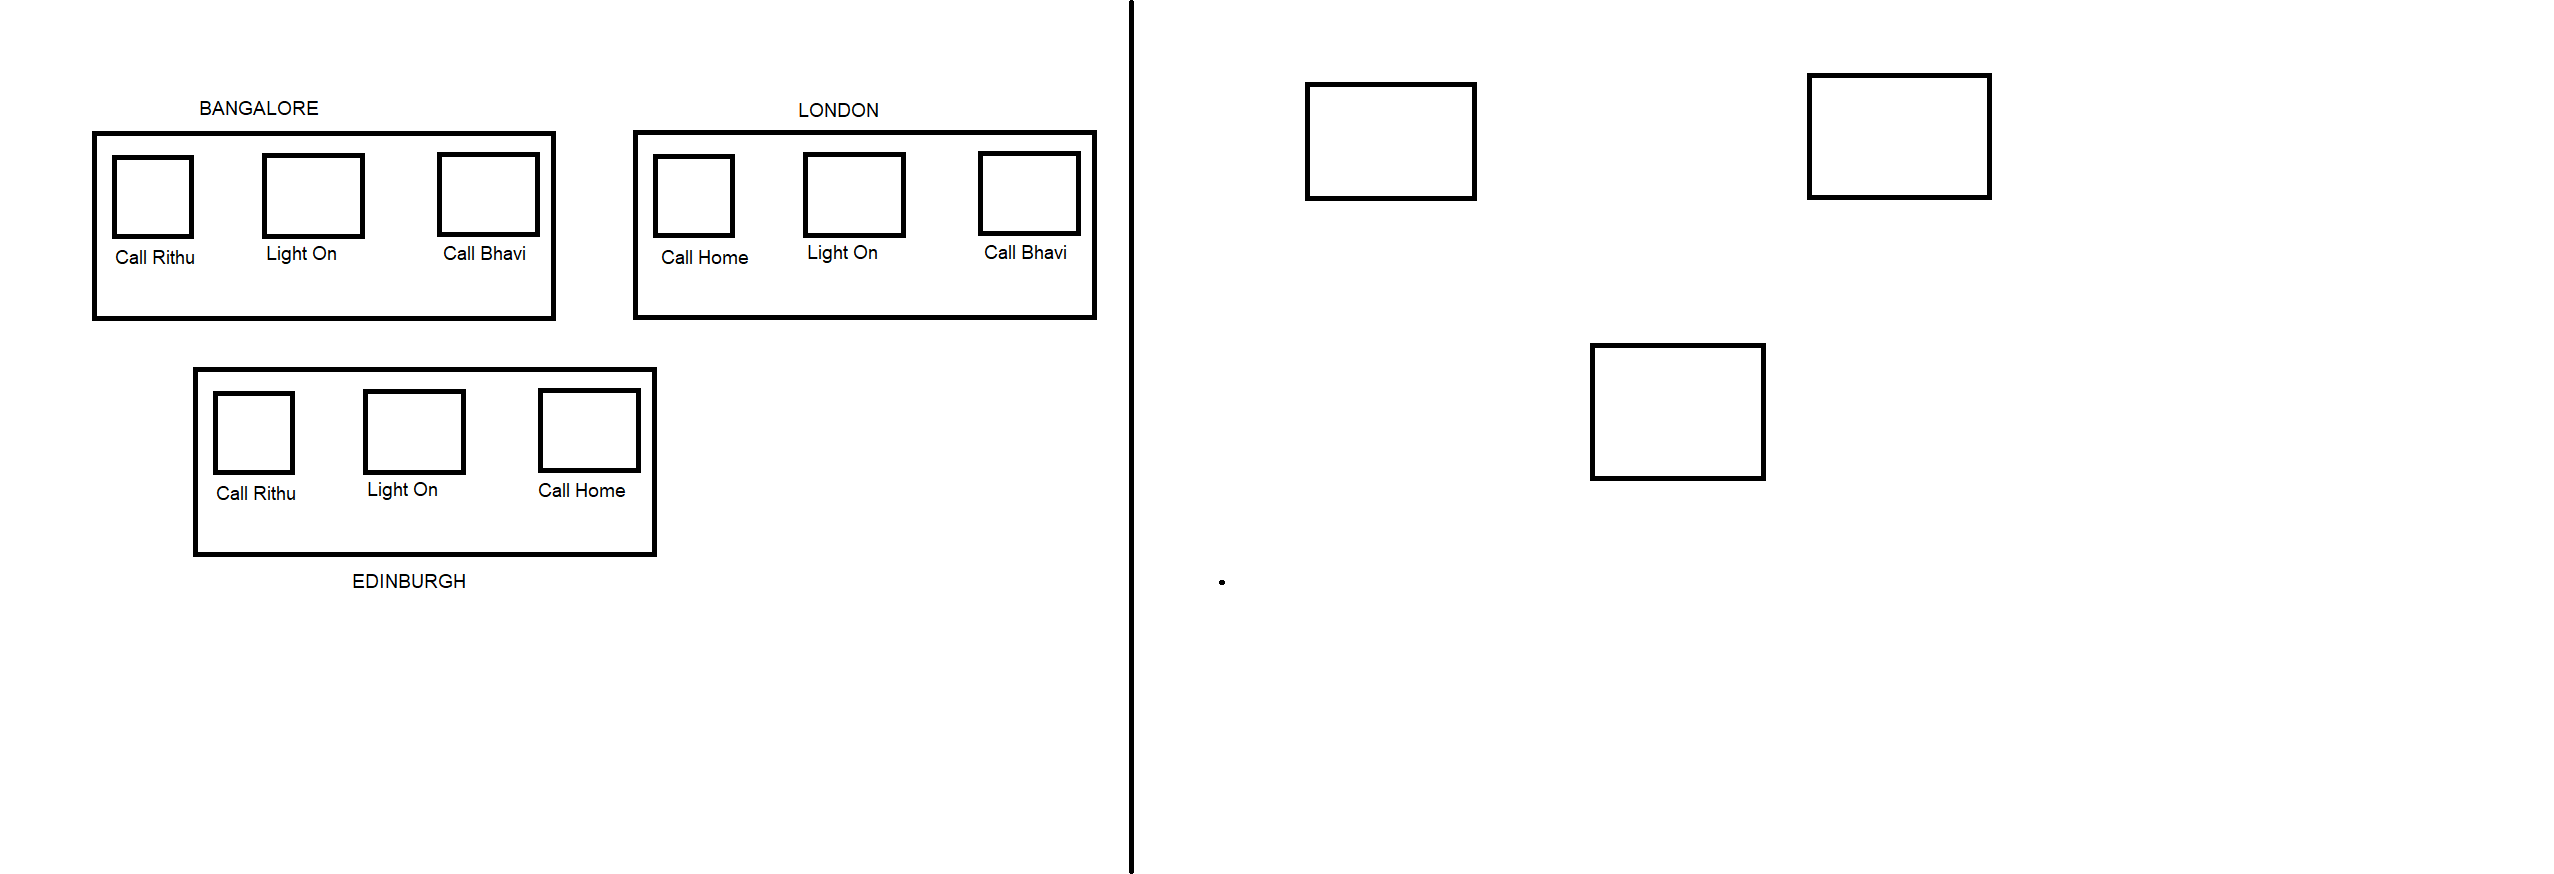 BANGALORE
LONDON
Call Rithu
Light On
Call Bhavi
Call Home
Light On
Call Bhavi
Call Rithu
Light On
Call Home
EDINBURGH